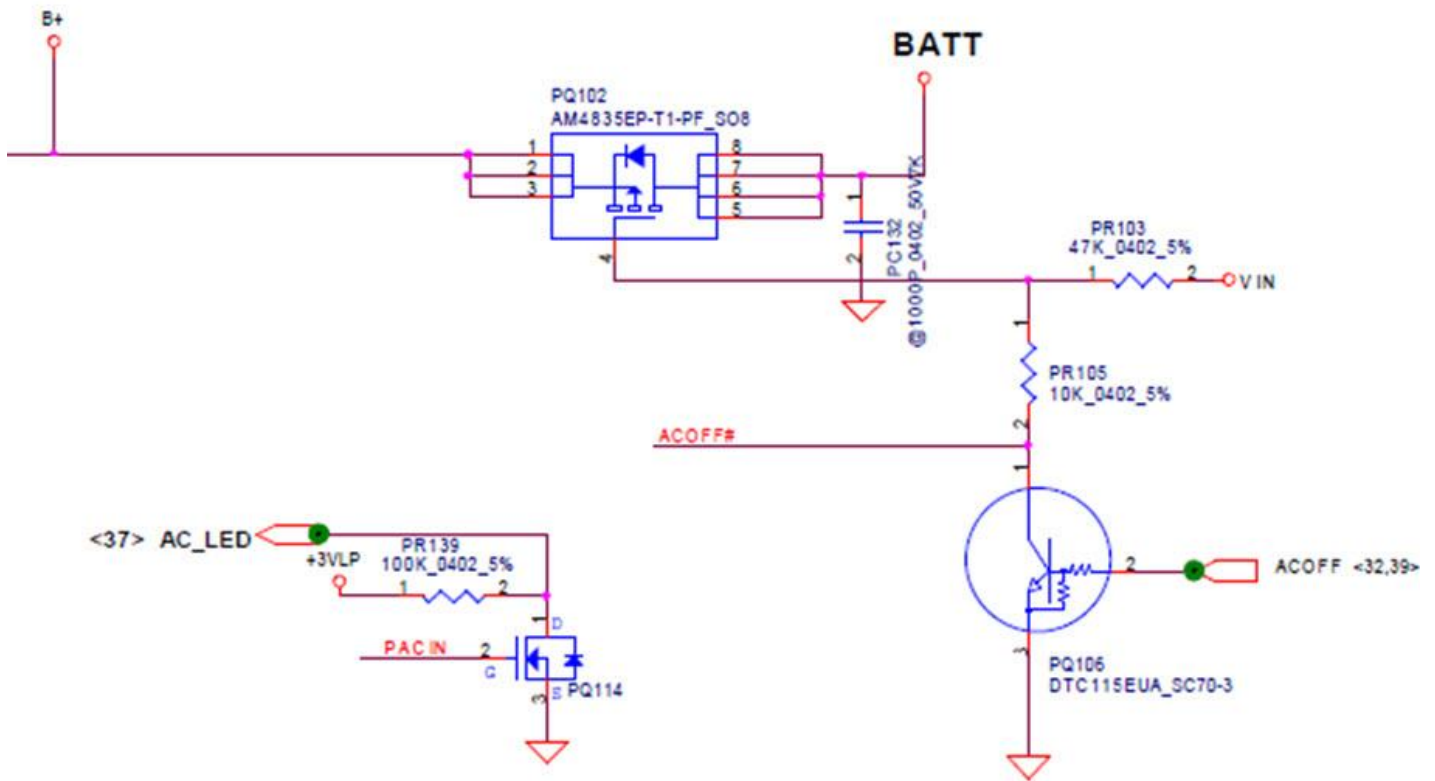 B+
BATT
PQ102
AM4835EP-T1-PF_SO8
1
2
3
8
7
6
5
4
1
2
PC132
@1000P_0402_50V7K
PR103
47K_0402_5%
1
2
VIN
1
PR105
10K_0402_5%
2
ACOFF#
1
<37> AC_LED
+3VLP
PR139
100K_0402_5%
1
2
2
ACOFF <32,39>
1
D
PACIN
2
G
S
3
PQ114
3
PQ106
DTC115EUA_SC70-3